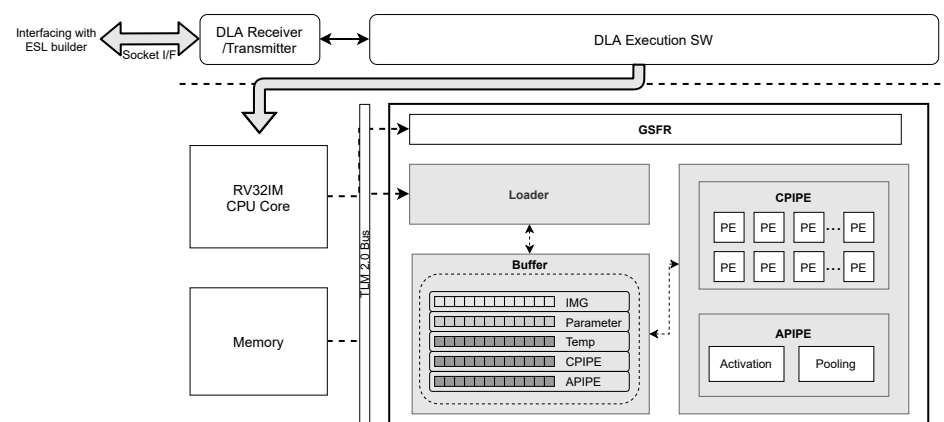 Interfacing with
ESL builder
Socket I/F
DLA Receiver
/Transmitter
DLA Execution SW
RV32IM
CPU Core
Memory
TLM 2.0 Bus
GSFR
Loader
Buffer
IMG
Parameter
Temp
CPIPE
APIPE
CPIPE
PE PE PE ... PE
PE PE PE ... PE
APIPE
Activation
Pooling